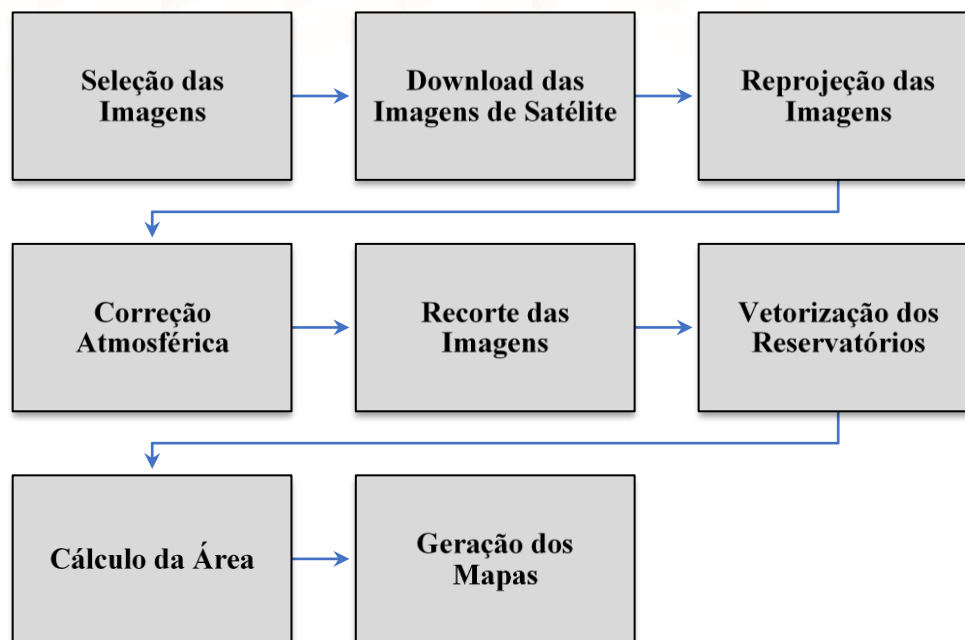 Seleção das
Imagens
Download das
Imagens de Satélite
Reprojeção das
Imagens
Correção
Atmosférica
Recorte das
Imagens
Vetorização dos
Reservatórios
Cálculo da Área
Geração dos
Mapas